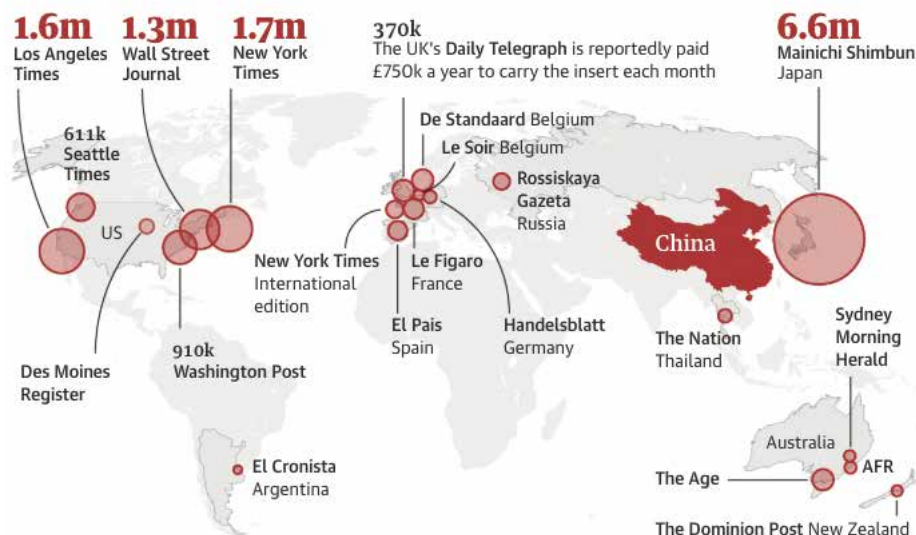 1.6m
Los Angeles
Times
1.3m
Wall Street
Journal
1.7m
New York
Times
370k
The UK's Daily Telegraph is reportedly paid
£750k a year to carry the insert each month
6.6m
Mainichi Shimbun
Japan
611k
Seattle
Times
De Standaard Belgium
Le Soir Belgium
Rossiskaya
Gazeta
Russia
US
China
New York Times
International
edition
Le Figaro
France
El Pais
Spain
Handelsblatt
Germany
The Nation
Thailand
Sydney
Morning
Herald
Des Moines
Register
910k
Washington Post
El Cronista
Argentina
Australia
AFR
The Age
The Dominion Post New Zealand